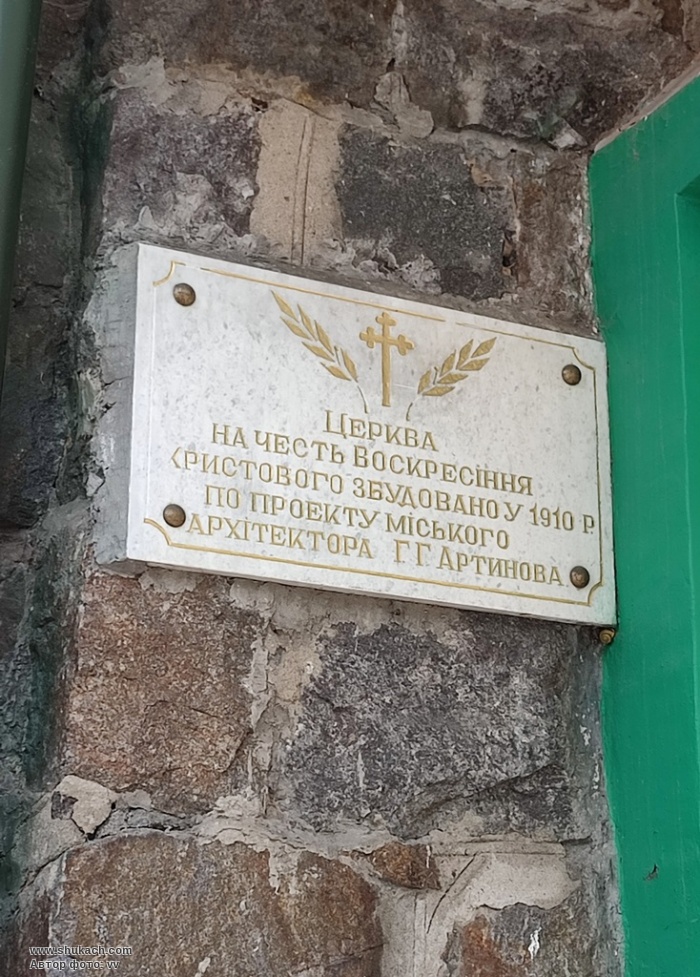 Церква
на честь Воскресіння
Христового збудовано у 1910 р.
по проекту міського
архітектора Г.Г Артинова
www.shukach.com
Автор фото: vv